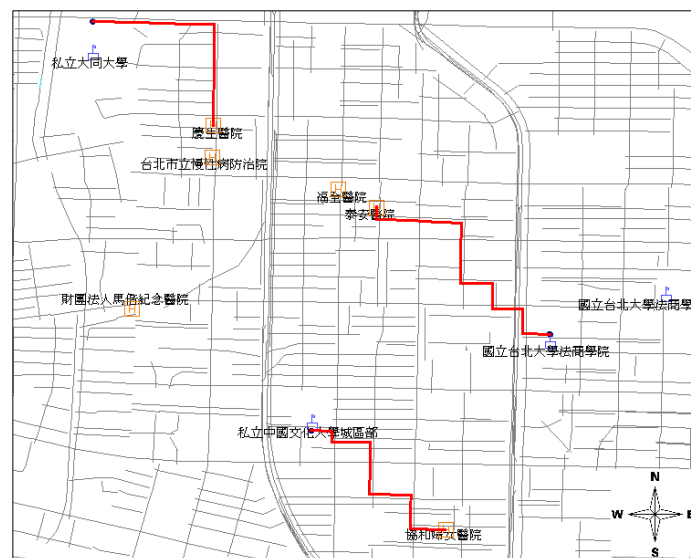 私立大同大學
慶生醫院
台北市立慢性病防治院
福全醫院
泰安醫院
財團法人馬偕紀念醫院
國立台北大學法商學
國立台北大學法商學院
私立中國文化大學城區部
協和婦女醫院
N
W E
S